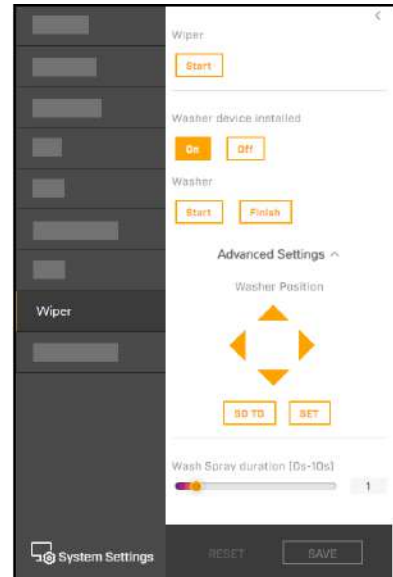 Wiper
Start
Washer device installed
On Off
Washer
Start Finish
Advanced Settings
Washer Position
GO TO SET
Wash Spray duration [0s-10s]
1
Wiper
System Settings
RESET SAVE